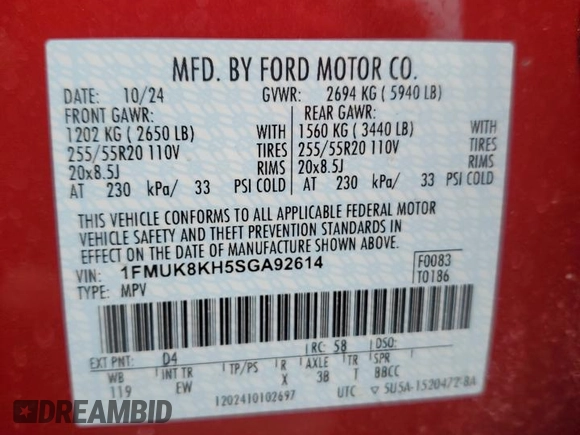 MFD. BY FORD MOTOR CO.
DATE: 10/24 GVWR: 2694 KG ( 5940 LB)
FRONT GAWR: REAR GAWR:
1202 KG ( 2650 LB) WITH 1560 KG ( 3440 LB) WITH
255/55R20 110V TIRES 255/55R20 110V TIRES
20x8.5J RIMS 20x8.5J RIMS
AT 230 kPa/ 33 PSI COLD AT 230 kPa/ 33 PSI COLD
THIS VEHICLE CONFORMS TO ALL APPLICABLE FEDERAL MOTOR
VEHICLE SAFETY AND THEFT PREVENTION STANDARDS IN
EFFECT ON THE DATE OF MANUFACTURE SHOWN ABOVE.
VIN: 1FMUK8KH5SGA92614 F0083
TYPE: MPV T0186
EXT PNT: D4 RC: 58 DSO:
WB INT TR TP/PS R AXLE TR SPR
119 EW X 3B T BBCC
1202410102697 UTC ▽ SU5A-1520472-BA
DREAMBID